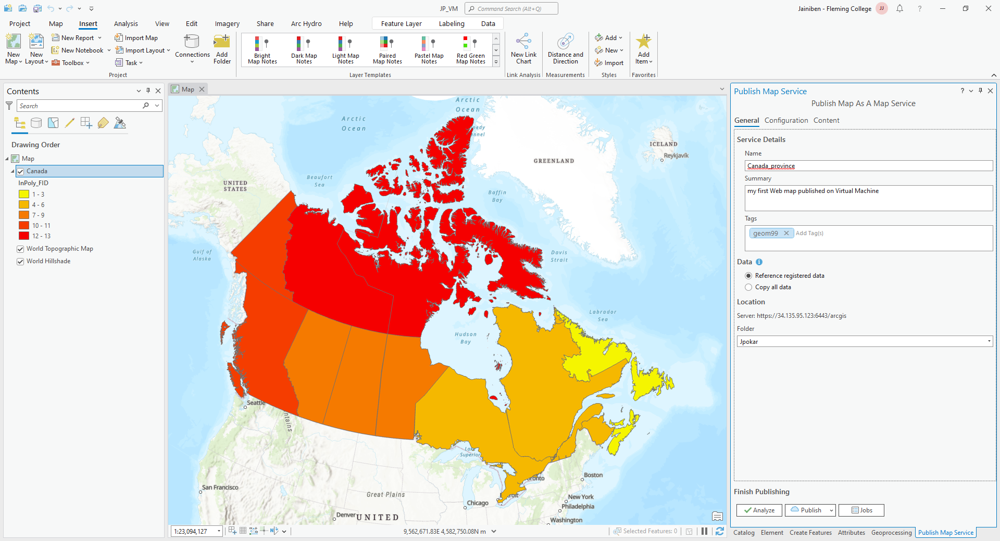 JP_VM
Command Search (Alt+Q)
Jainiben - Fleming College
JJ
?
Project
Map
Insert
Analysis
View
Edit
Imagery
Share
Arc Hydro
Help
Feature Layer
Labeling
Data
New Map
New Layout
New Report
New Notebook
Toolbox
Import Map
Import Layout
Task
Connections
Add Folder
Project
Bright Map Notes
Dark Map Notes
Light Map Notes
Paired Map Notes
Pastel Map Notes
Red Green Map Notes
Layer Templates
New Link Chart
Link Analysis
Distance and Direction
Measurements
Add
New
Import
Styles
Add Item
Favorites
Contents
Search
Drawing Order
Map
Canada
InPoly_FID
1 - 3
4 - 6
7 - 9
10 - 11
12 - 13
World Topographic Map
World Hillshade
Map
Arctic Ocean
Arctic Ocean
nedy
nnel
GREENLAND
ICELAND
Reykjavík
Beaufort Sea
UNITED STATES
Baffin Bay
Gulf of Alaska
Davis Strait
Labrador Sea
Hudson Bay
Seattle
ntains
Lake Superior
San Francisco
Great Plains
Boston
oronto
troit
Chicago
New York
Philadelphia
Denver
UNITED
Washington
1:23,094,127
9,562,671.83E 4,582,750.08N m
Selected Features: 0
Publish Map Service
?
Publish Map As A Map Service
General
Configuration
Content
Service Details
Name
Canada_province
Summary
my first Web map published on Virtual Machine
Tags
geom99
Add Tag(s)
Data
Reference registered data
Copy all data
Location
Server: https://34.135.95.123:6443/arcgis
Folder
Jpokar
Finish Publishing
Analyze
Publish
Jobs
Catalog
Element
Create Features
Attributes
Geoprocessing
Publish Map Service